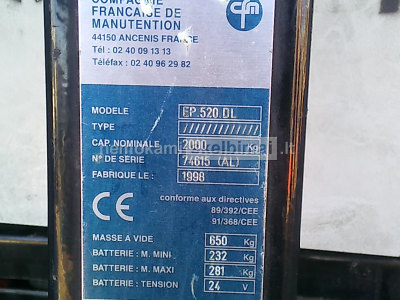 COMPAGNIE
FRANCAISE DE
MANUTENTION
cfm
44150 ANCENIS FRANCE
Tél : 02 40 09 13 13
Téléfax : 02 40 96 29 82
MODELE EP.520 DL
TYPE //////////////
CAP NOMINALE 2000 Kg
N° DE SERIE 74615 (AL)
FABRIQUE LE : 1998
CE
conforme aux directives
89/392/CEE
91/368/CEE
MASSE A VIDE 650 Kg
BATTERIE : M. MINI 232 Kg
BATTERIE : M. MAXI 281 Kg
BATTERIE : TENSION 24 V